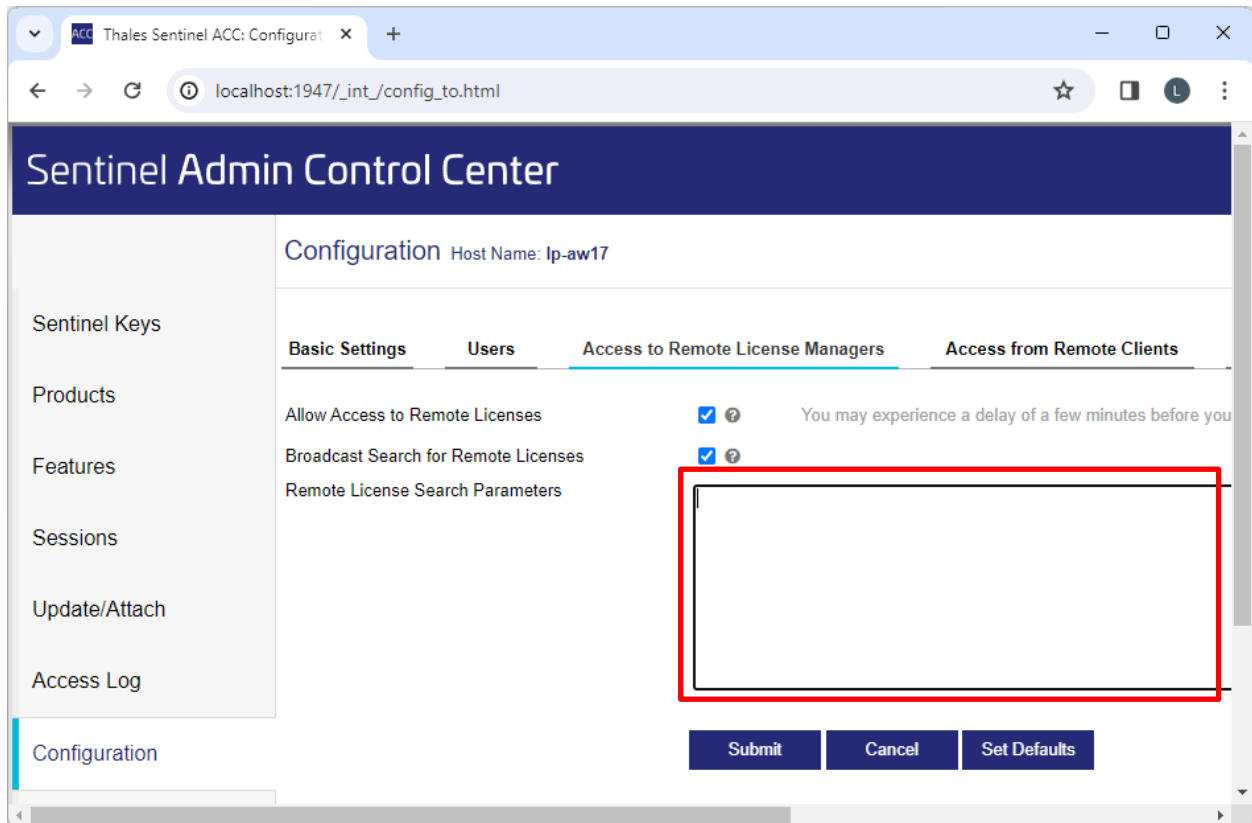 ACC Thales Sentinel ACC: Configurat
localhost:1947/_int_/config_to.html
L
Sentinel Admin Control Center
Configuration Host Name: lp-aw17
Sentinel Keys
Products
Features
Sessions
Update/Attach
Access Log
Configuration
Basic Settings Users Access to Remote License Managers Access from Remote Clients
Allow Access to Remote Licenses You may experience a delay of a few minutes before you
Broadcast Search for Remote Licenses
Remote License Search Parameters
Submit Cancel Set Defaults